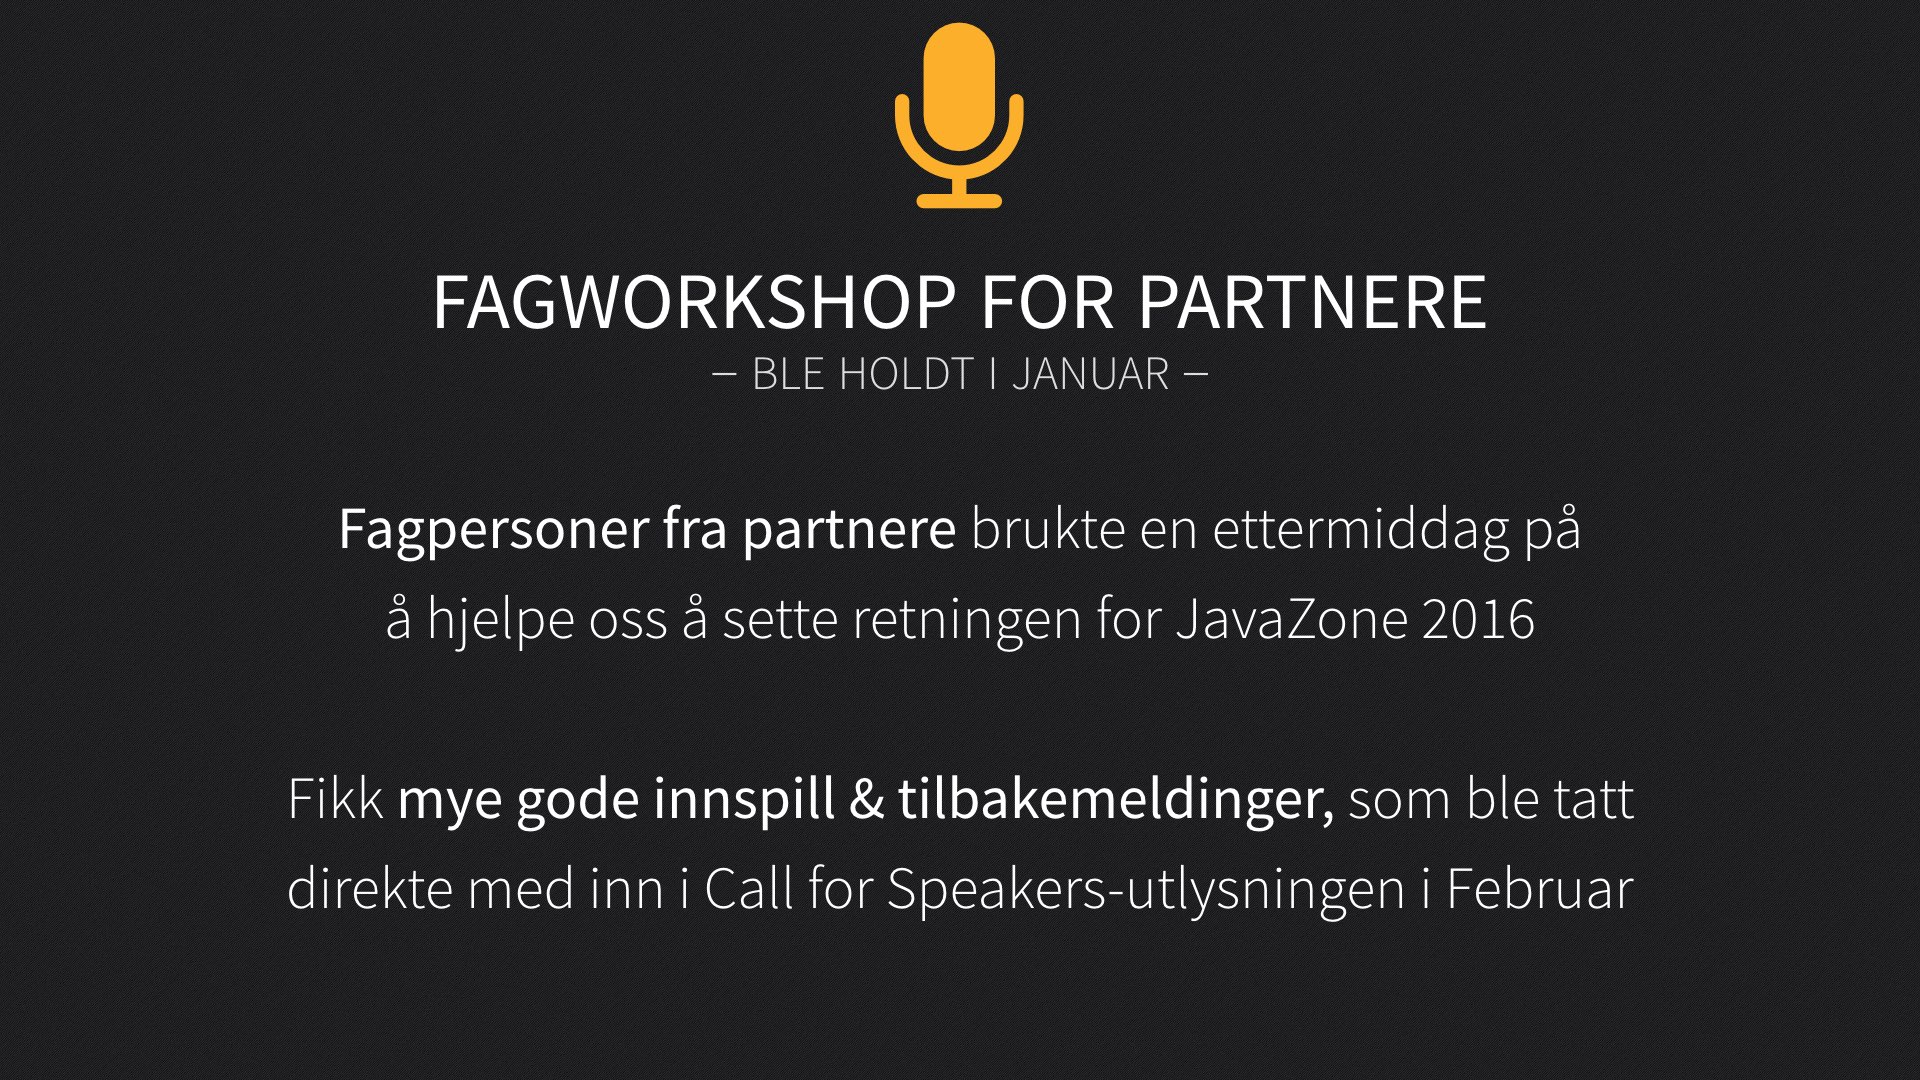 FAGWORKSHOP FOR PARTNERE
– BLE HOLDT I JANUAR –
Fagpersoner fra partnere brukte en ettermiddag på
å hjelpe oss å sette retningen for JavaZone 2016
Fikk mye gode innspill & tilbakemeldinger, som ble tatt
direkte med inn i Call for Speakers-utlysningen i Februar